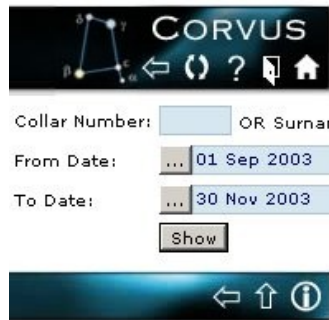 CORVUS
δ γ
β ε α
?
Collar Number: OR Surnar
From Date: ... 01 Sep 2003
To Date: ... 30 Nov 2003
Show